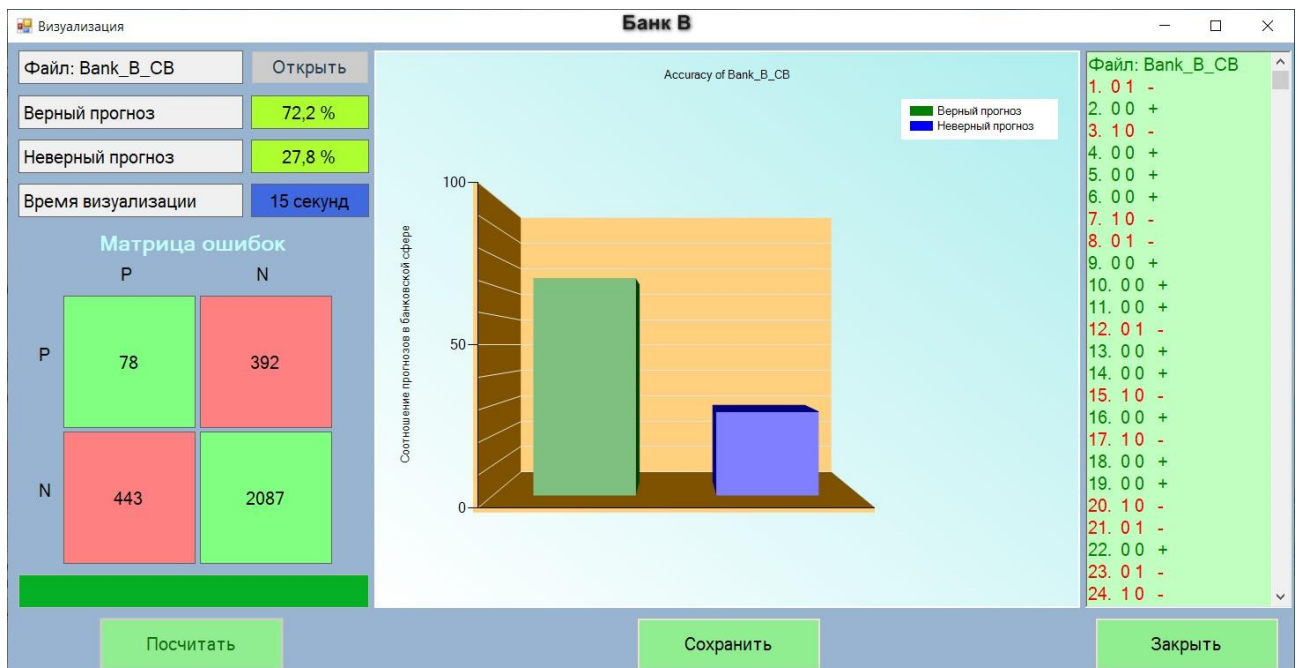 Визуализация
Банк В
Файл: Bank_B_CB
Открыть
Верный прогноз
72,2 %
Неверный прогноз
27,8 %
Время визуализации
15 секунд
Матрица ошибок
P N
P 78 392
N 443 2087
Посчитать
Accuracy of Bank_B_CB
Верный прогноз
Неверный прогноз
Соотношение прогнозов в банковской сфере
100
50
0
Сохранить
Файл: Bank_B_CB
1. 0 1 -
2. 0 0 +
3. 1 0 -
4. 0 0 +
5. 0 0 +
6. 0 0 +
7. 1 0 -
8. 0 1 -
9. 0 0 +
10. 0 0 +
11. 0 0 +
12. 0 1 -
13. 0 0 +
14. 0 0 +
15. 1 0 -
16. 0 0 +
17. 1 0 -
18. 0 0 +
19. 0 0 +
20. 1 0 -
21. 0 1 -
22. 0 0 +
23. 0 1 -
24. 1 0 -
Закрыть